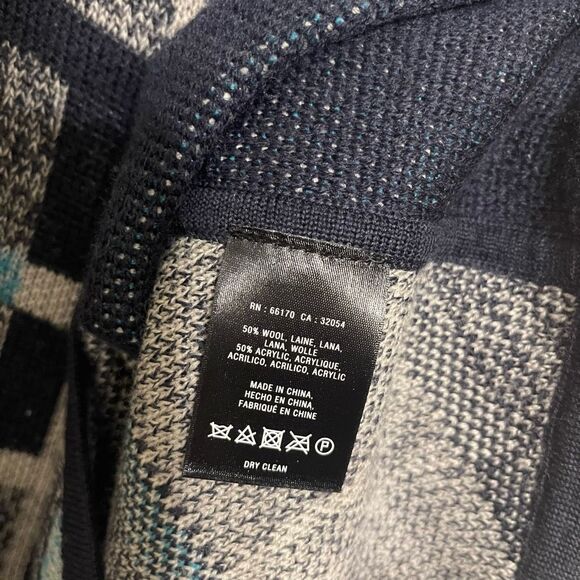 RN : 66170 CA : 32054
50% WOOL, LAINE, LANA,
LANA, WOLLE
50% ACRYLIC, ACRYLIQUE,
ACRILICO, ACRILICO, ACRYLIC
MADE IN CHINA,
HECHO EN CHINA,
FABRIQUÉ EN CHINE
P
DRY CLEAN